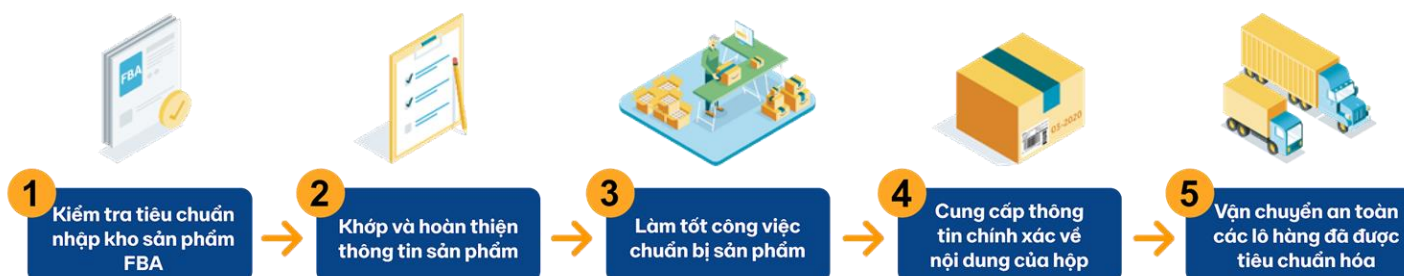 FBA
05-2020
1
Kiểm tra tiêu chuẩn
nhập kho sản phẩm
FBA
2
Khớp và hoàn thiện
thông tin sản phẩm
3
Làm tốt công việc
chuẩn bị sản phẩm
4
Cung cấp thông
tin chính xác về
nội dung của hộp
5
Vận chuyển an toàn
các lô hàng đã được
tiêu chuẩn hóa